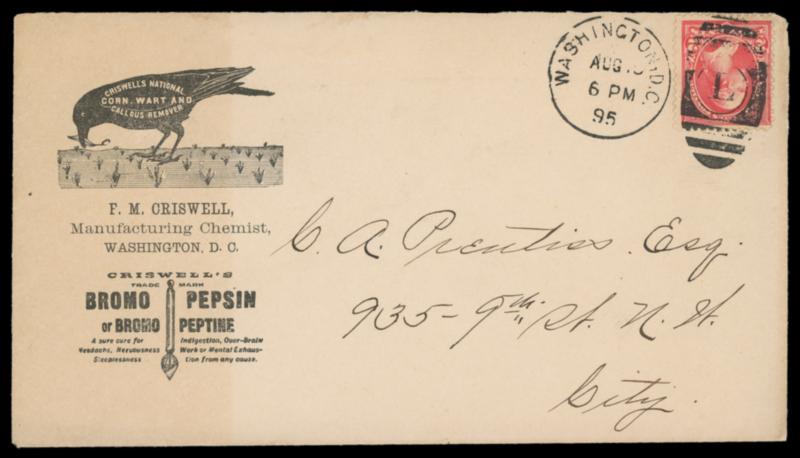 CRISWELL'S NATIONAL
CORN, WART AND
CALLOUS REMOVER
F. M. CRISWELL,
Manufacturing Chemist,
WASHINGTON, D. C.
CRISWELL'S
TRADE MARK
BROMO PEPSIN
or BROMO PEPTINE
A sure cure for Indigestion, Over-Brain
Headache, Nervousness Work or Mental Exhaus-
Sleeplessness tion from any cause.
WASHINGTON, D.C.
AUG
6 PM
95
C. A. Prentiss Esq.
935-9th St. N. W.
City.